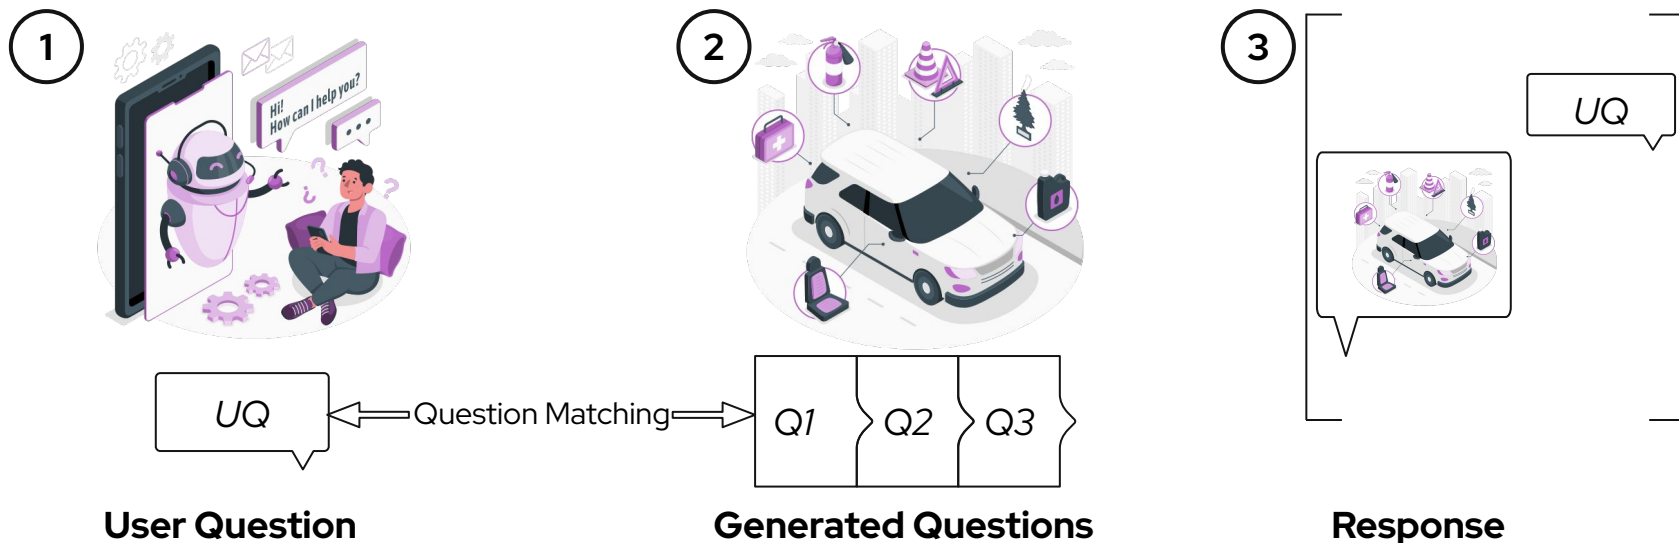 1
Hi!
How can I help you?
UQ
Question Matching
User Question
2
Q1
Q2
Q3
Generated Questions
3
UQ
Response